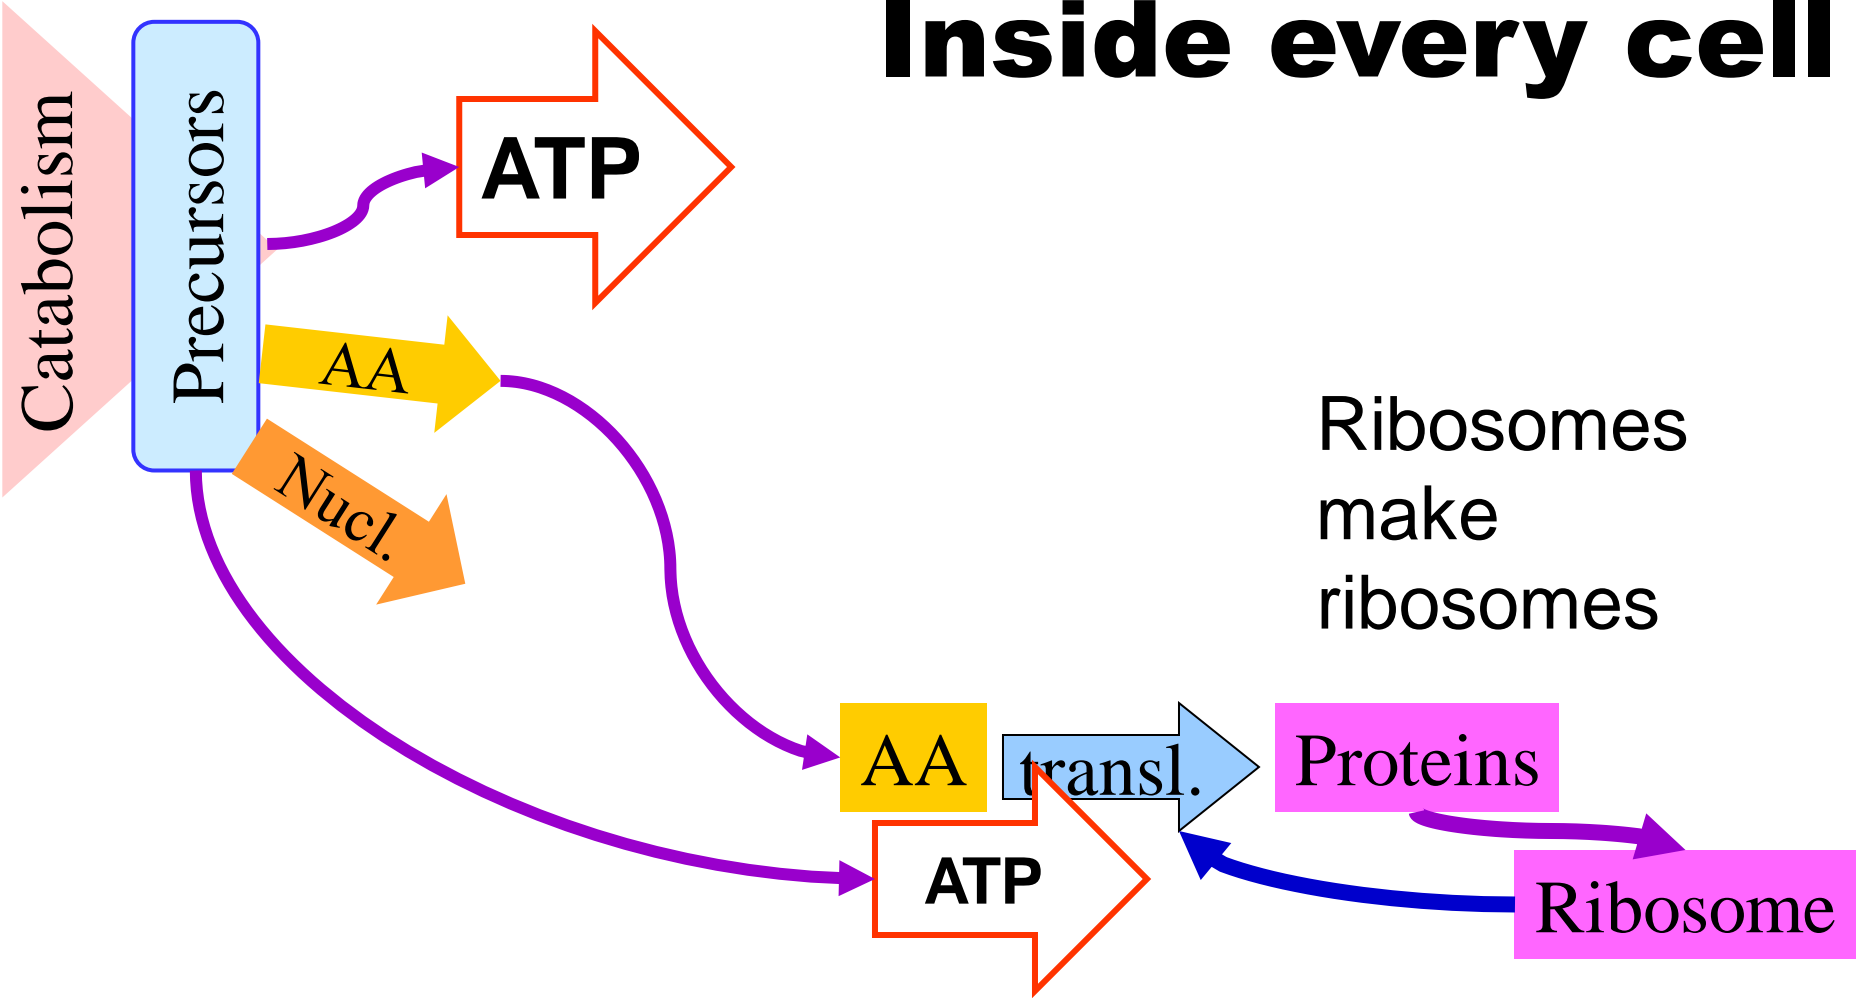 Inside every cell
Catabolism
Precursors
ATP
AA
Nucl.
Ribosomes
make
ribosomes
AA
transl.
Proteins
ATP
Ribosome